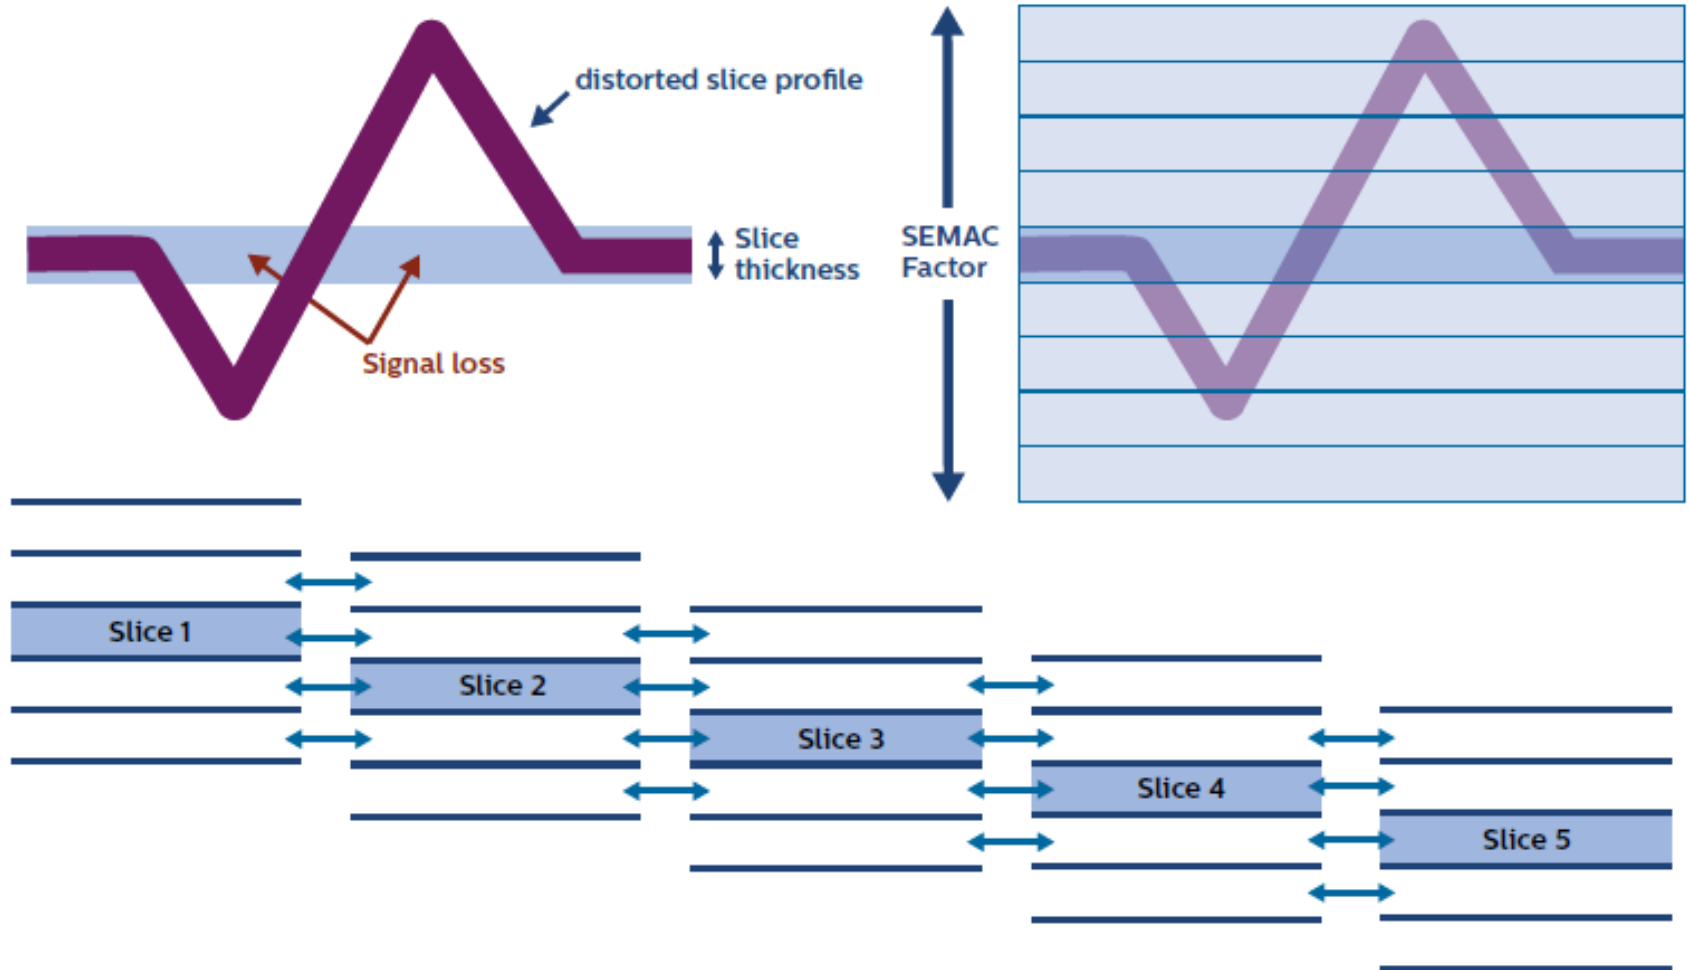 distorted slice profile
Slice
thickness
SEMAC
Factor
Signal loss
Slice 1
Slice 2
Slice 3
Slice 4
Slice 5